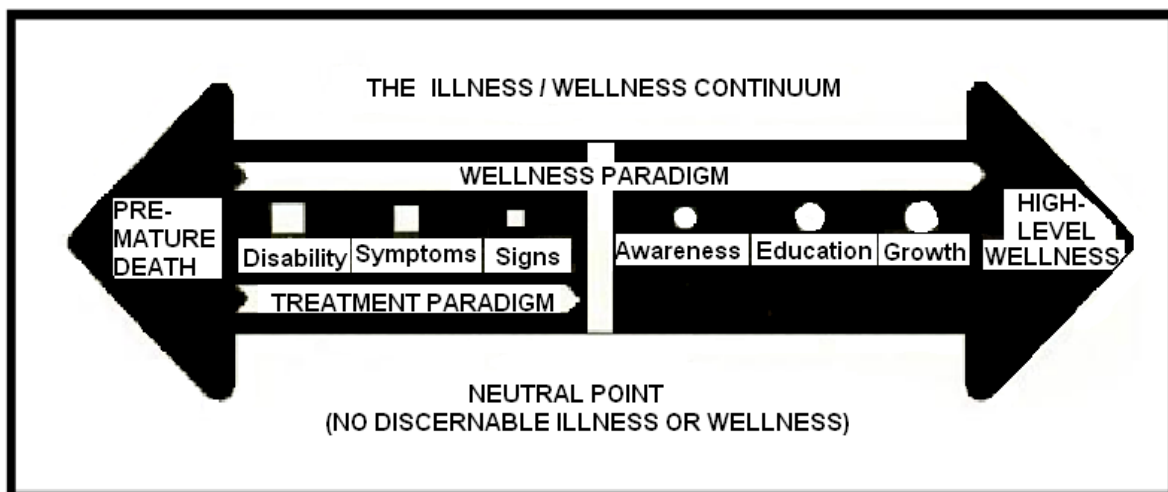 THE ILLNESS / WELLNESS CONTINUUM
WELLNESS PARADIGM
PRE-
MATURE
DEATH
Disability
Symptoms
Signs
Awareness
Education
Growth
HIGH-
LEVEL
WELLNESS
TREATMENT PARADIGM
NEUTRAL POINT
(NO DISCERNABLE ILLNESS OR WELLNESS)